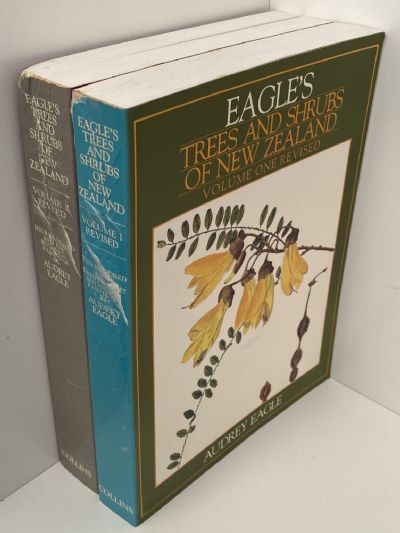 EAGLE'S
TREES AND SHRUBS
OF NEW ZEALAND
VOLUME ONE REVISED
AUDREY EAGLE
EAGLE'S
TREES
AND
SHRUBS
OF
NEW
ZEALAND
VOLUME I
REVISED
AUDREY
EAGLE
COLLINS
EAGLE'S
TREES
AND
SHRUBS
OF
NEW
ZEALAND
VOLUME
REVISED
AUDREY
EAGLE
COLLINS